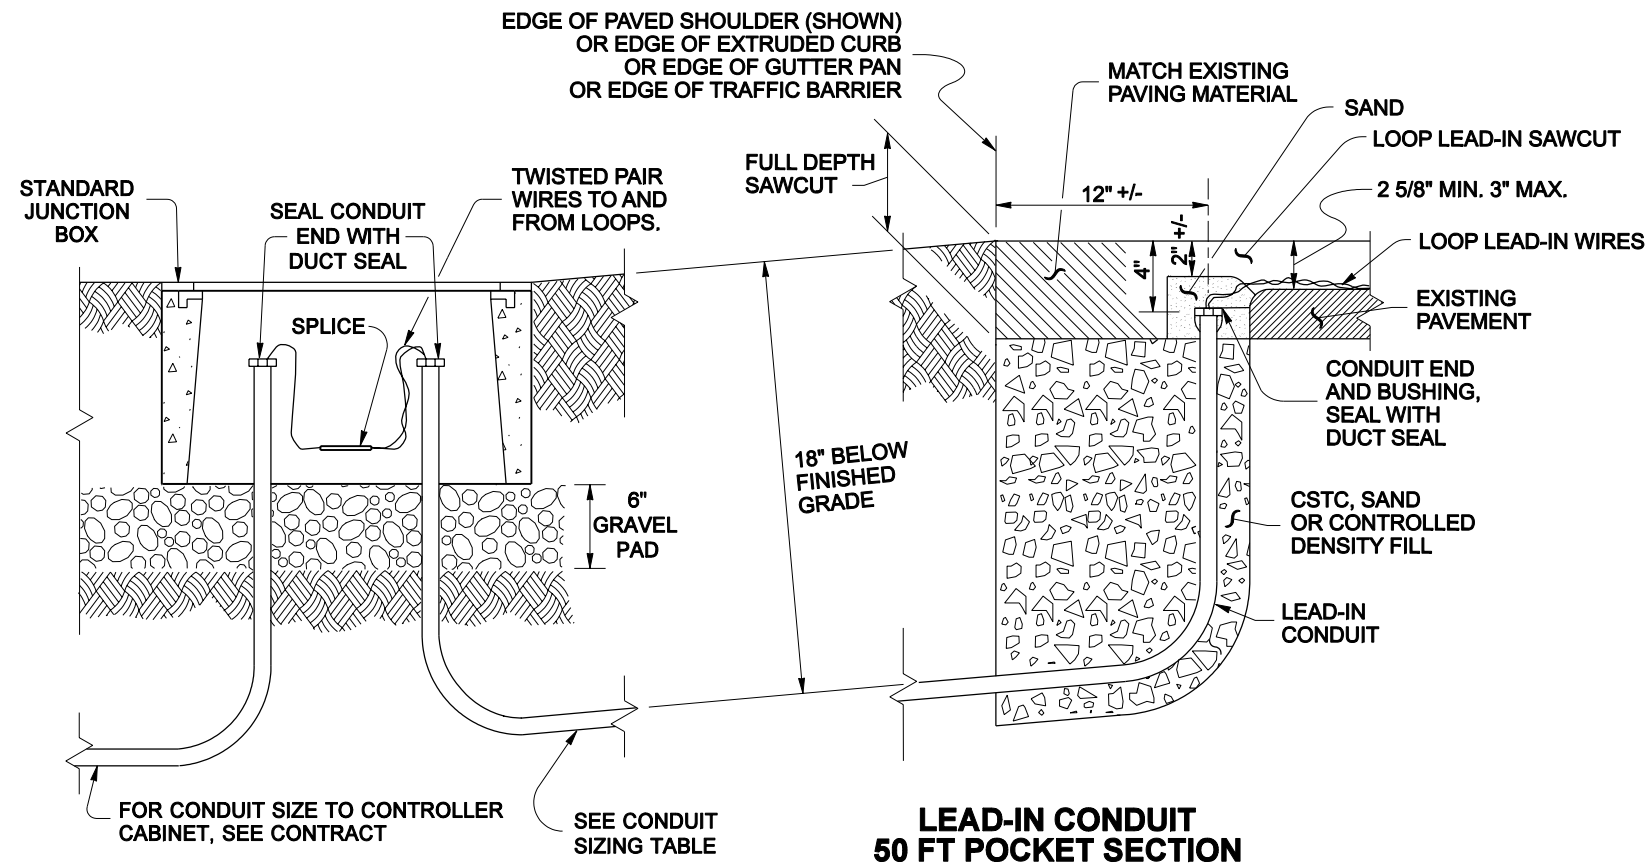 EDGE OF PAVED SHOULDER (SHOWN)
OR EDGE OF EXTRUDED CURB
OR EDGE OF GUTTER PAN
OR EDGE OF TRAFFIC BARRIER
MATCH EXISTING
PAVING MATERIAL
SAND
LOOP LEAD-IN SAWCUT
FULL DEPTH
SAWCUT
2 5/8" MIN. 3" MAX.
12" +/-
2" +/-
4"
LOOP LEAD-IN WIRES
EXISTING
PAVEMENT
STANDARD
JUNCTION
BOX
SEAL CONDUIT
END WITH
DUCT SEAL
TWISTED PAIR
WIRES TO AND
FROM LOOPS.
SPLICE
CONDUIT END
AND BUSHING,
SEAL WITH
DUCT SEAL
18" BELOW
FINISHED
GRADE
6"
GRAVEL
PAD
CSTC, SAND
OR CONTROLLED
DENSITY FILL
LEAD-IN
CONDUIT
FOR CONDUIT SIZE TO CONTROLLER
CABINET, SEE CONTRACT
SEE CONDUIT
SIZING TABLE
LEAD-IN CONDUIT
50 FT POCKET SECTION